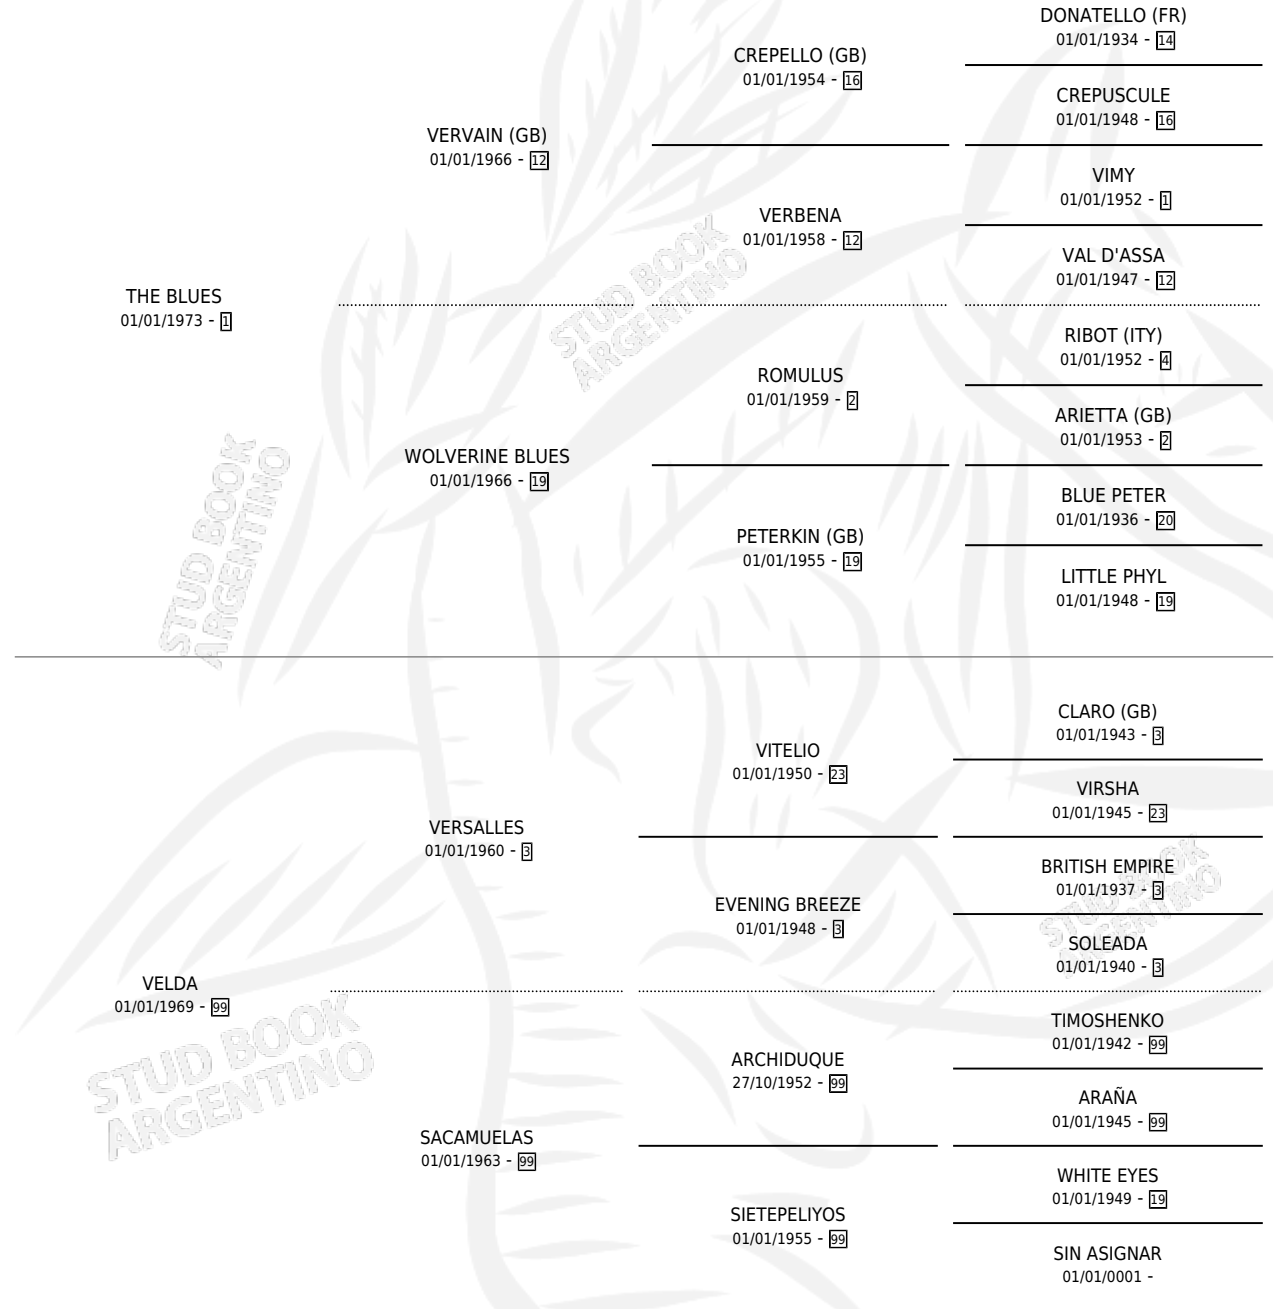 DONATELLO (FR)
01/01/1934 - 14
CREPELLO (GB)
01/01/1954 - 16
CREPUSCULE
01/01/1948 - 16
VERVAIN (GB)
01/01/1966 - 12
VIMY
01/01/1952 - 1
VERBENA
01/01/1958 - 12
VAL D'ASSA
01/01/1947 - 12
THE BLUES
01/01/1973 - 1
RIBOT (ITY)
01/01/1952 - 4
ROMULUS
01/01/1959 - 2
ARIETTA (GB)
01/01/1953 - 2
WOLVERINE BLUES
01/01/1966 - 19
BLUE PETER
01/01/1936 - 20
PETERKIN (GB)
01/01/1955 - 19
LITTLE PHYL
01/01/1948 - 19
CLARO (GB)
01/01/1943 - 3
VITELIO
01/01/1950 - 23
VIRSHA
01/01/1945 - 23
VERSALLES
01/01/1960 - 3
BRITISH EMPIRE
01/01/1937 - 3
EVENING BREEZE
01/01/1948 - 3
SOLEADA
01/01/1940 - 3
VELDA
01/01/1969 - 99
TIMOSHENKO
01/01/1942 - 99
ARCHIDUQUE
27/10/1952 - 99
ARAÑA
01/01/1945 - 99
SACAMUELAS
01/01/1963 - 99
WHITE EYES
01/01/1949 - 19
SIETEPELIYOS
01/01/1955 - 99
SIN ASIGNAR
01/01/0001 -
STUD BOOK
ARGENTINO
STUD BOOK
ARGENTINO
STUD BOOK
ARGENTINO
STUD BOOK
ARGENTINO